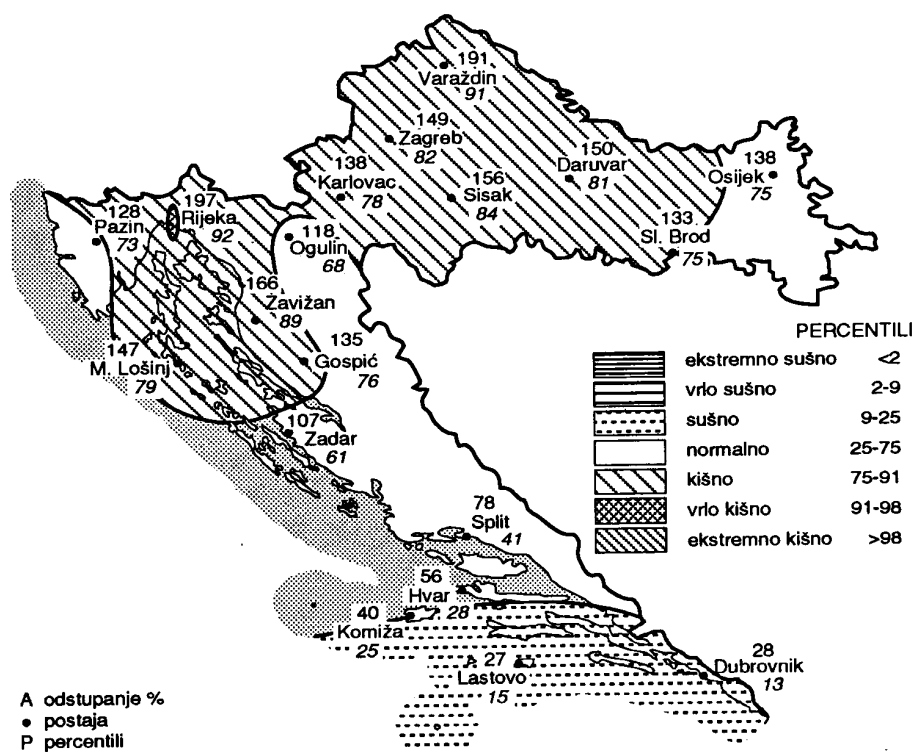 191
Varaždin
91
149
Zagreb
82
150
Daruvar
81
138
Osijek
75
138
Karlovac
78
156
Sisak
84
133
Sl. Brod
75
128
Pazin
73
197
Rijeka
92
118
Ogulin
68
166
Zavižan
89
135
Gospić
76
147
M. Lošinj
79
107
Zadar
61
78
Split
41
56
Hvar
28
40
Komiža
25
A 27
Lastovo
15
28
Dubrovnik
13
PERCENTILI
ekstremno sušno <2
vrlo sušno 2-9
sušno 9-25
normalno 25-75
kišno 75-91
vrlo kišno 91-98
ekstremno kišno >98
A odstupanje %
• postaja
P percentili